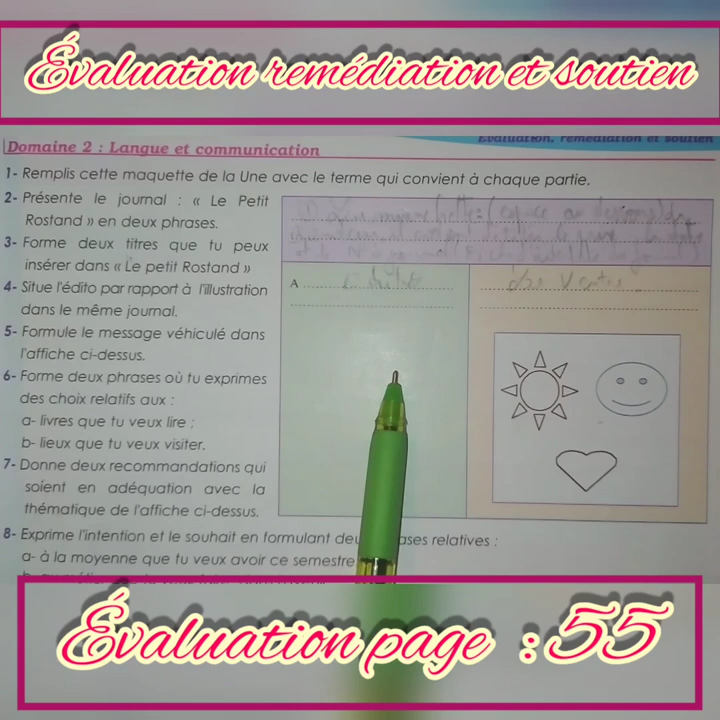 Évaluation remédiation et soutien
Évaluation, remédiation et soutien
Domaine 2 : Langue et communication
1- Remplis cette maquette de la Une avec le terme qui convient à chaque partie.
2- Présente le journal : « Le Petit
Rostand » en deux phrases.
3- Forme deux titres que tu peux
insérer dans « Le petit Rostand »
4- Situe l'édito par rapport à l'illustration
dans le même journal.
5- Formule le message véhiculé dans
l'affiche ci-dessus.
6- Forme deux phrases où tu exprimes
des choix relatifs aux :
a- livres que tu veux lire ;
b- lieux que tu veux visiter.
7- Donne deux recommandations qui
soient en adéquation avec la
thématique de l'affiche ci-dessus.
A
8- Exprime l'intention et le souhait en formulant relatives :
a- à la moyenne que tu veux avoir ce semestre
Évaluation page : 55